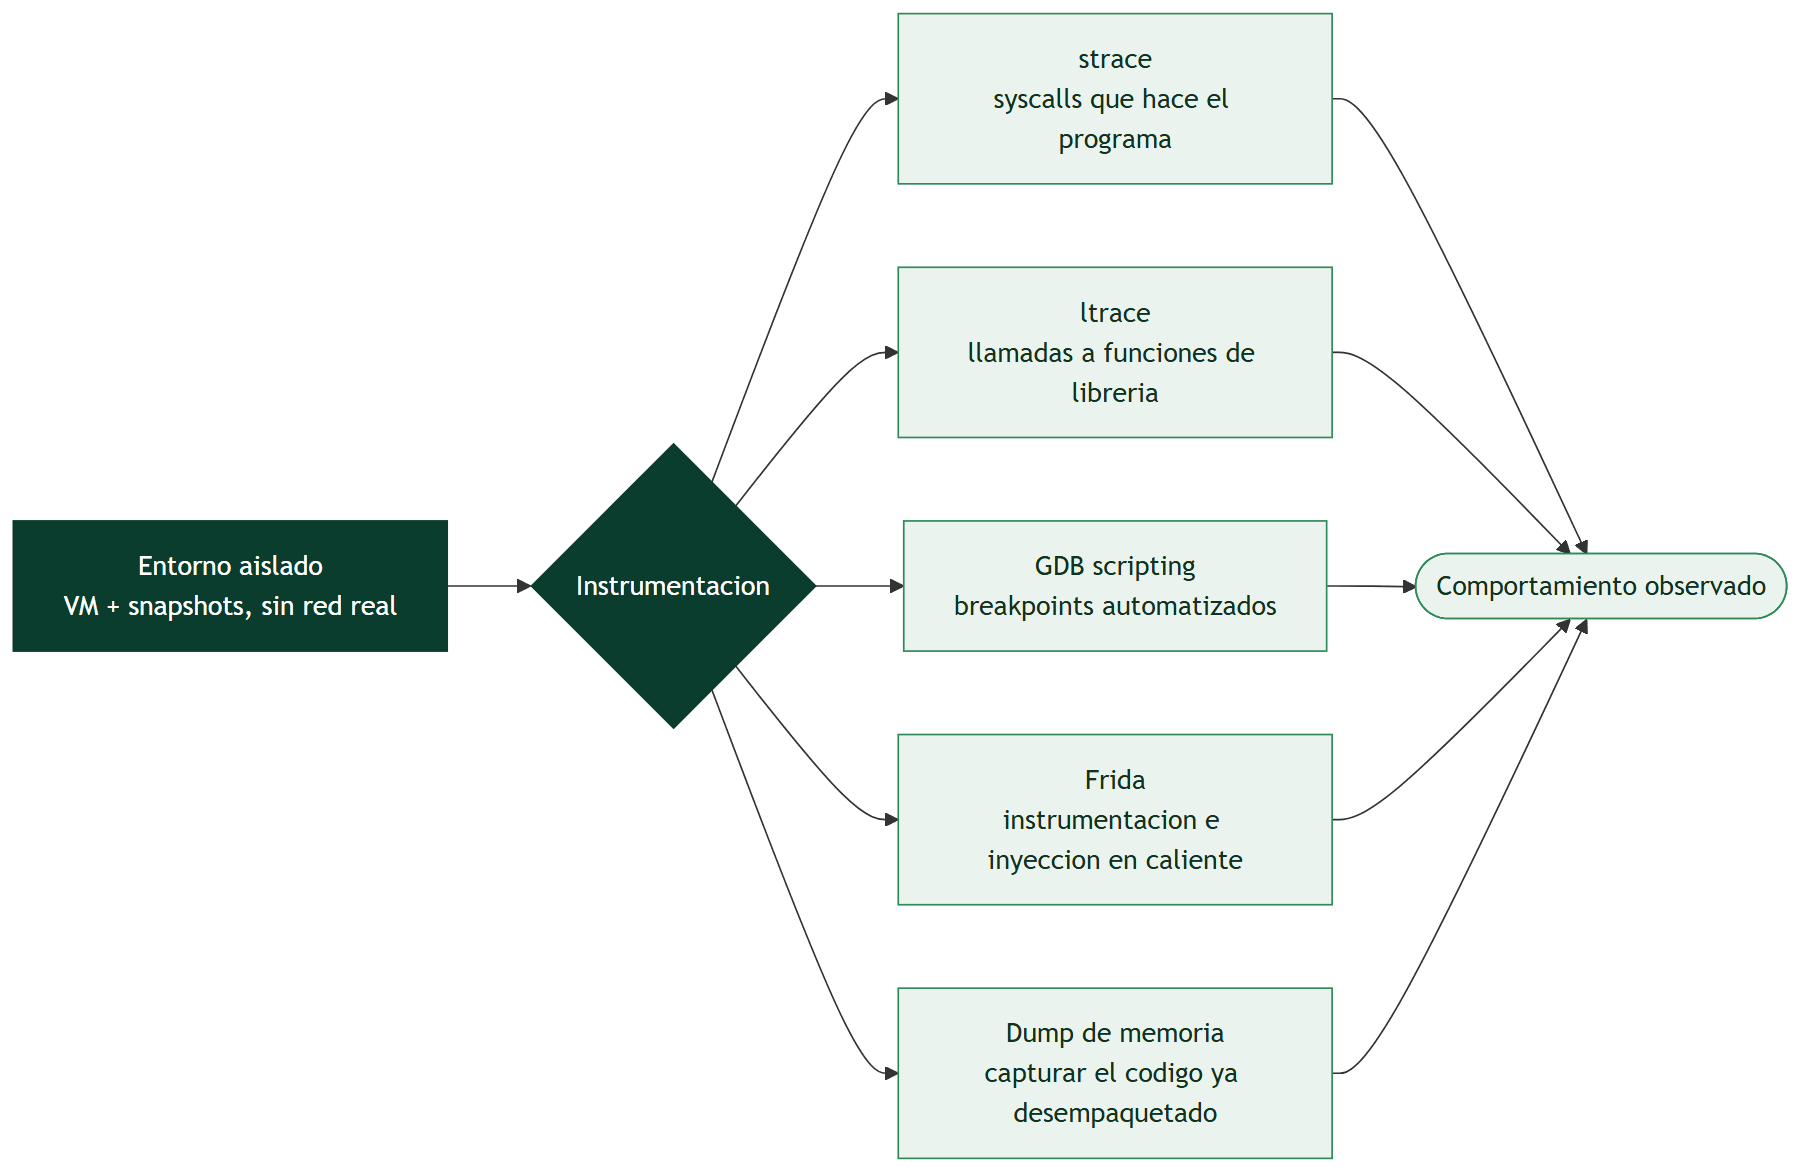 Entorno aislado
VM + snapshots, sin red real
Instrumentacion
strace
syscalls que hace el
programa
ltrace
llamadas a funciones de
libreria
GDB scripting
breakpoints automatizados
Frida
instrumentacion e
inyeccion en caliente
Dump de memoria
capturar el codigo ya
desempaquetado
Comportamiento observado